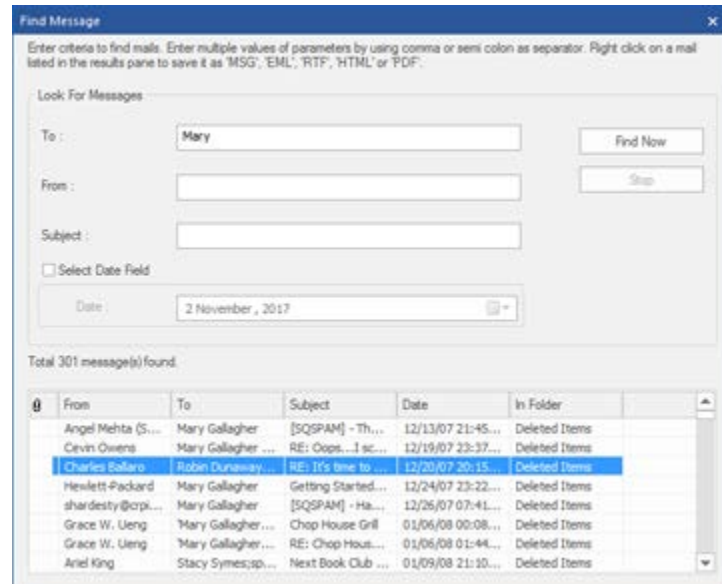 Find Message
Enter criteria to find mails. Enter multiple values of parameters by using comma or semi colon as separator. Right click on a mail
listed in the results pane to save it as 'MSG', 'EML', 'RTF', 'HTML' or 'PDF'.
Look For Messages
To : Mary Find Now
From : Stop
Subject :
Select Date Field
Date : 2 November , 2017
Total 301 message(s) found.
From To Subject Date In Folder
Angel Mehta (S... Mary Gallagher [SQSPAM] - Th... 12/13/07 21:45... Deleted Items
Cevin Owens Mary Gallagher ... RE: Oops...I sc... 12/19/07 23:37... Deleted Items
Charles Ballaro Robin Dunaway... RE: It's time to ... 12/20/07 20:15... Deleted Items
Hewlett-Packard Mary Gallagher Getting Started... 12/24/07 23:22... Deleted Items
shardesty@crpi... Mary Gallagher [SQSPAM] - Ha... 12/26/07 07:41... Deleted Items
Grace W. Ueng 'Mary Gallagher... Chop House Grill 01/06/08 00:08... Deleted Items
Grace W. Ueng 'Mary Gallagher... RE: Chop Hous... 01/06/08 01:44... Deleted Items
Ariel King Stacy Symes;sp... Next Book Club ... 01/09/08 21:10... Deleted Items